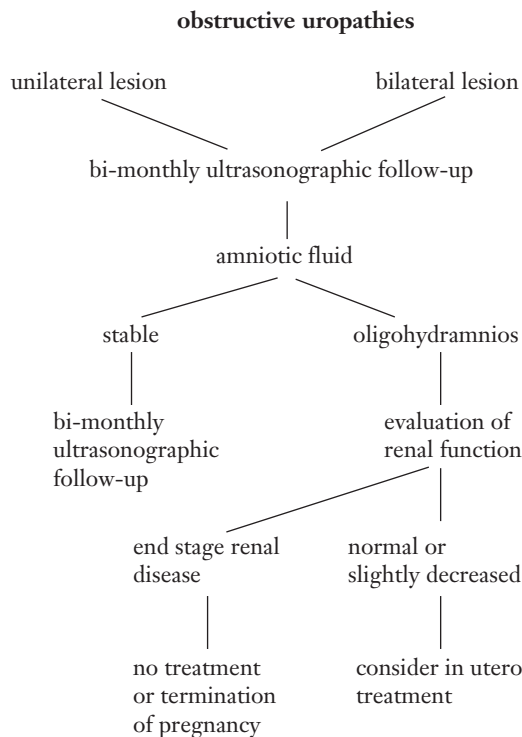 obstructive uropathies
unilateral lesion
bilateral lesion
bi-monthly ultrasonographic follow-up
amniotic fluid
stable
oligohydramnios
bi-monthly
ultrasonographic
follow-up
evaluation of
renal function
end stage renal
disease
normal or
slightly decreased
no treatment
or termination
of pregnancy
consider in utero
treatment